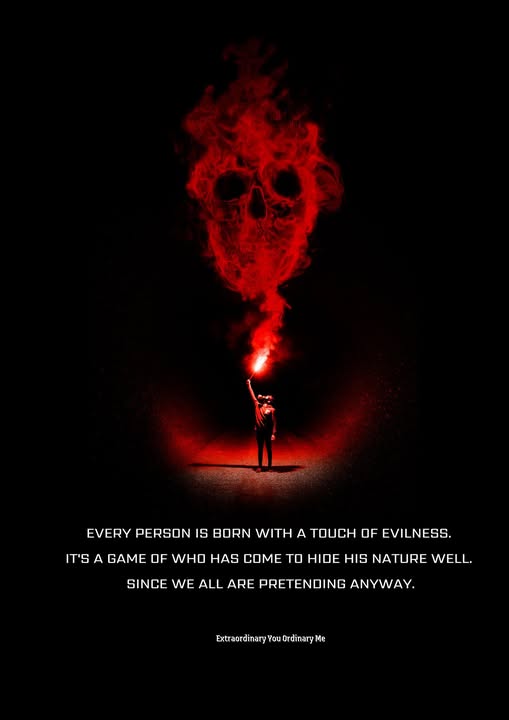 EVERY PERSON IS BORN WITH A TOUCH OF EVILNESS.
IT'S A GAME OF WHO HAS COME TO HIDE HIS NATURE WELL.
SINCE WE ALL ARE PRETENDING ANYWAY.
Extraordinary You Ordinary Me